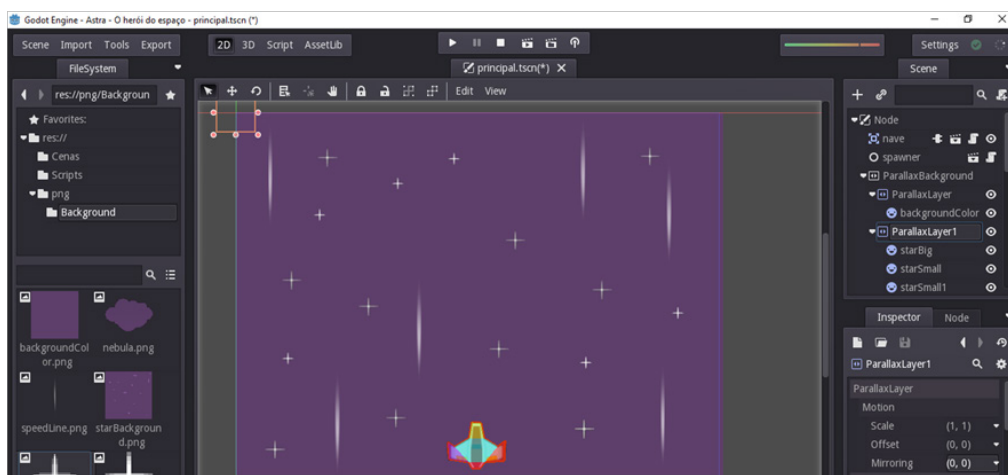 Godot Engine - Astra - O herói do espaço - principal.tscn (*)
Scene Import Tools Export
2D 3D Script AssetLib
Settings
FileSystem
principal.tscn(*)
Scene
res://png/Backgroun
Edit View
Favorites:
res://
Cenas
Scripts
png
Background
Node
nave
spawner
ParallaxBackground
ParallaxLayer
backgroundColor
ParallaxLayer1
starBig
starSmall
starSmall1
backgroundCol
or.png
nebula.png
speedLine.png
starBackgroun
d.png
Inspector Node
ParallaxLayer1
ParallaxLayer
Motion
Scale (1, 1)
Offset (0, 0)
Mirroring (0, 0)